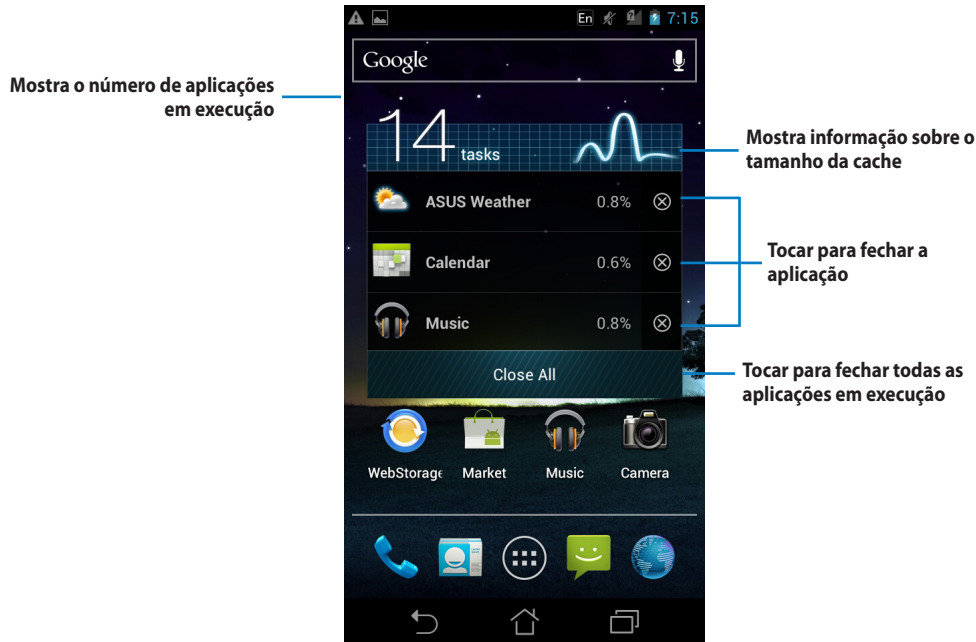 En 7:15
Google
Mostra o número de aplicações
em execução
14 tasks
Mostra informação sobre o
tamanho da cache
ASUS Weather 0.8%
Calendar 0.6%
Tocar para fechar a
aplicação
Music 0.8%
Close All
Tocar para fechar todas as
aplicações em execução
WebStorage Market Music Camera